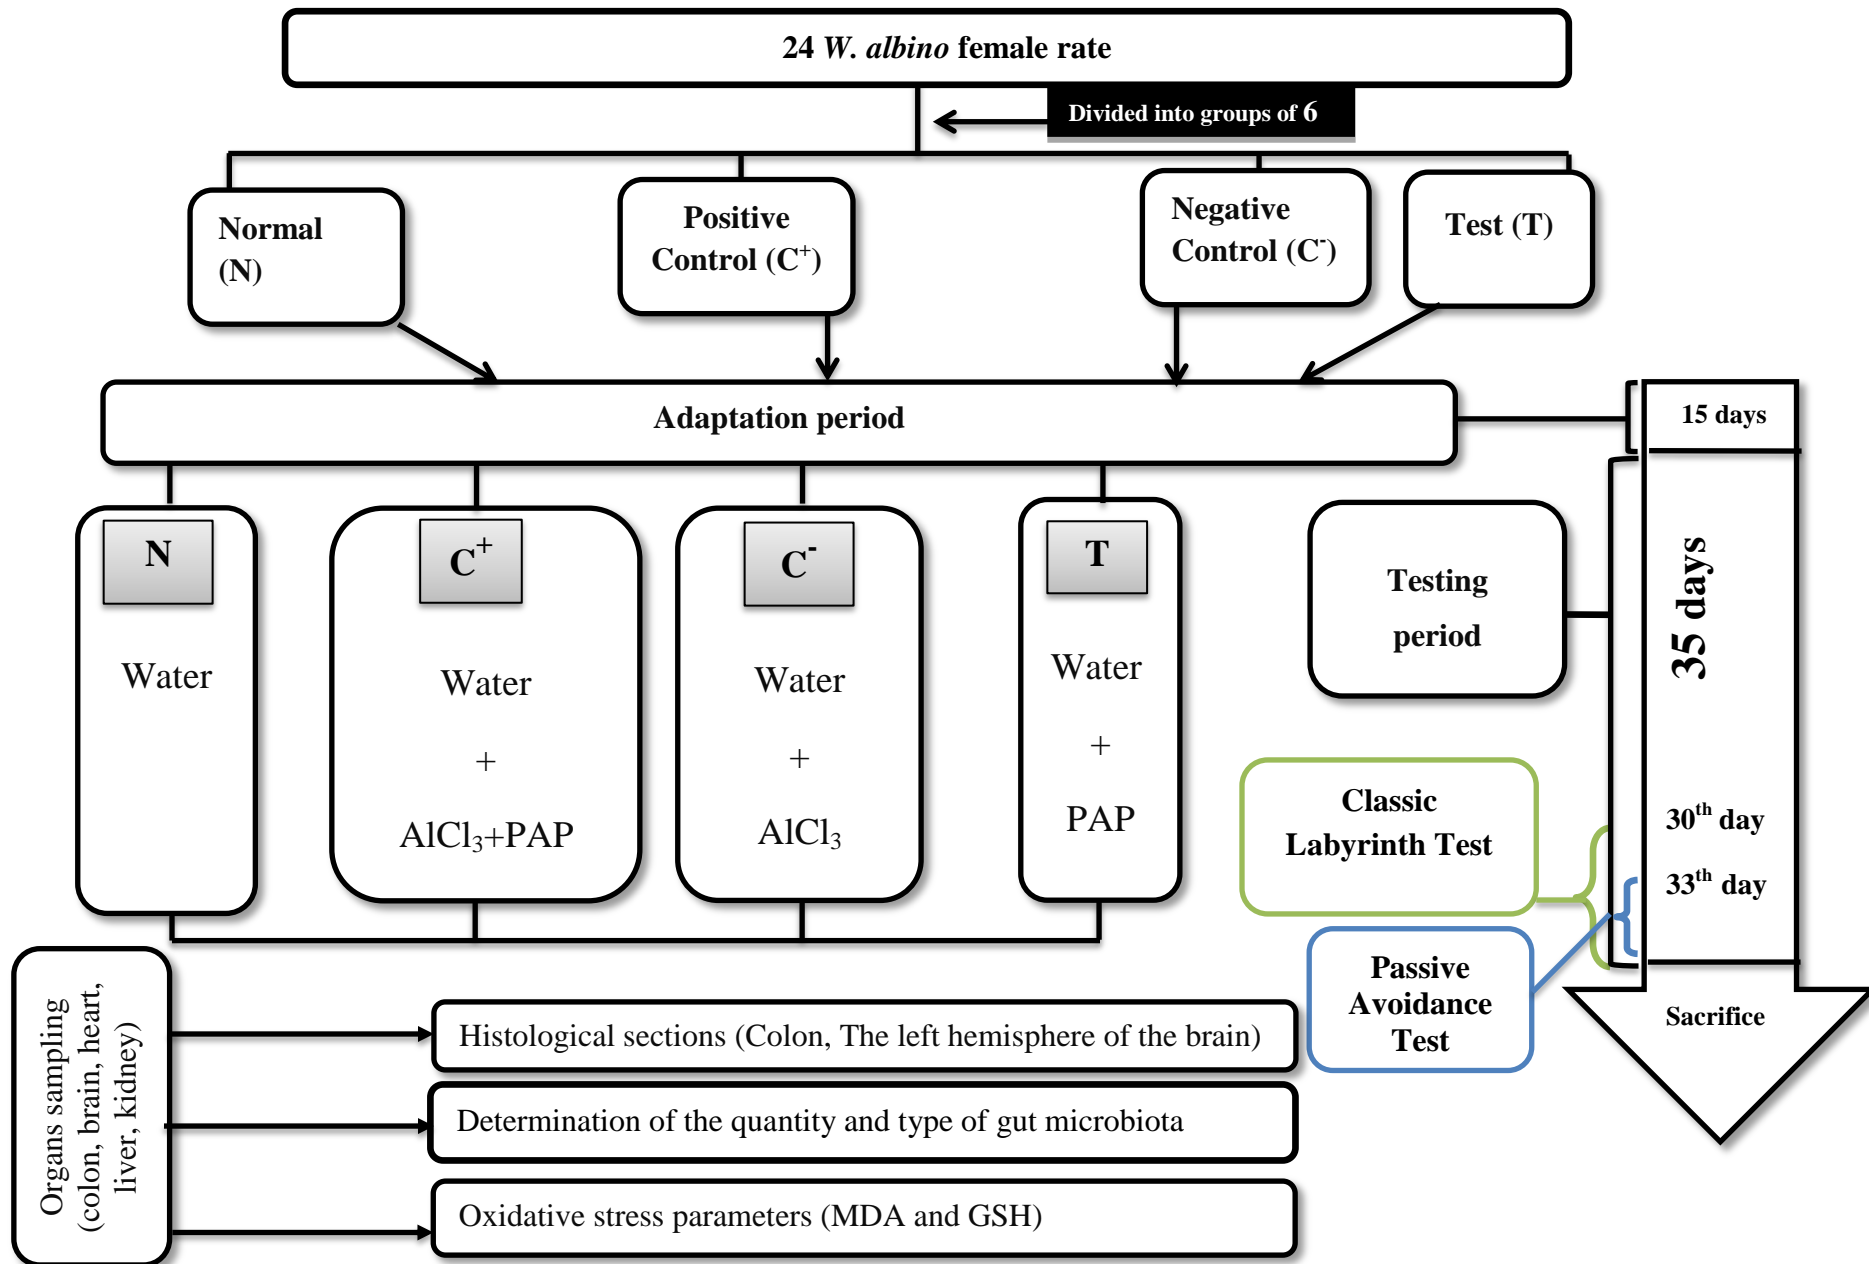 24 W. albino female rate
Divided into groups of 6
Normal
(N)
Positive
Control (C⁺)
Negative
Control (C⁻)
Test (T)
Adaptation period
15 days
N
Water
C⁺
Water
+
AlCl₃+PAP
C⁻
Water
+
AlCl₃
T
Water
+
PAP
Testing
period
35 days
Classic
Labyrinth Test
30th day
33th day
Passive
Avoidance
Test
Sacrifice
Organs sampling
(colon, brain, heart,
liver, kidney)
Histological sections (Colon, The left hemisphere of the brain)
Determination of the quantity and type of gut microbiota
Oxidative stress parameters (MDA and GSH)